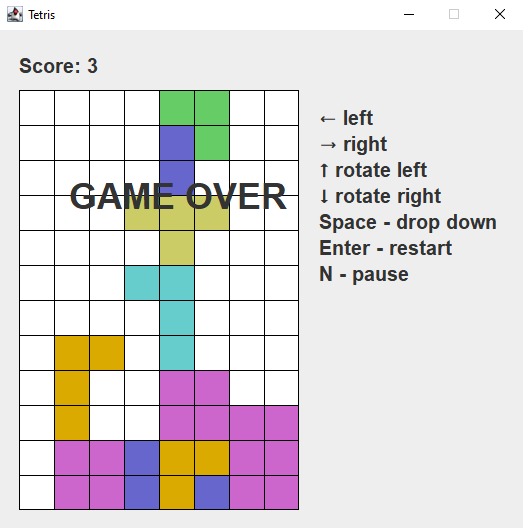 Tetris
Score: 3
← left
→ right
↑ rotate left
↓ rotate right
Space - drop down
Enter - restart
N - pause
GAME OVER